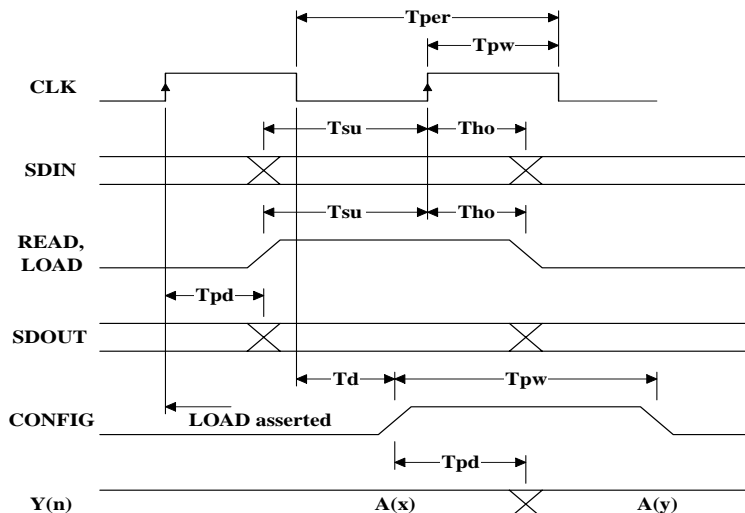 Tper
Tpw
CLK
Tsu
Tho
SDIN
Tsu
Tho
READ,
LOAD
Tpd
SDOUT
Td
Tpw
CONFIG
LOAD asserted
Tpd
Y(n)
A(x)
A(y)